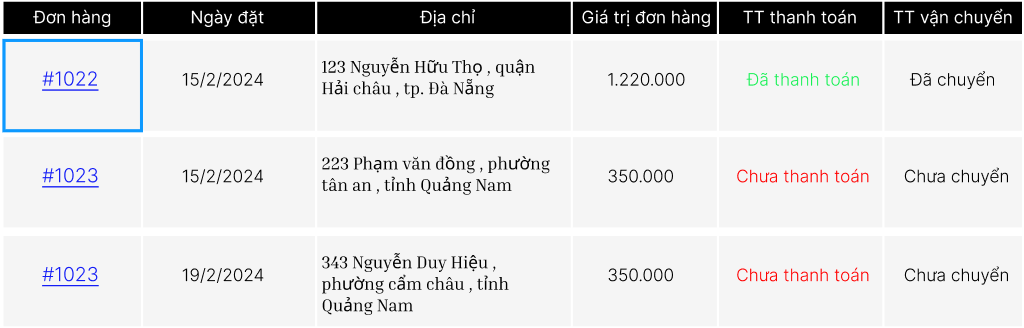 Đơn hàng Ngày đặt Địa chỉ Giá trị đơn hàng TT thanh toán TT vận chuyển
#1022 15/2/2024 123 Nguyễn Hữu Thọ , quận 1.220.000 Đã thanh toán Đã chuyển
Hải châu , tp. Đà Nẵng
#1023 15/2/2024 223 Phạm văn đồng , phường 350.000 Chưa thanh toán Chưa chuyển
tân an , tỉnh Quảng Nam
#1023 19/2/2024 343 Nguyễn Duy Hiệu , 350.000 Chưa thanh toán Chưa chuyển
phường cẩm châu , tỉnh
Quảng Nam